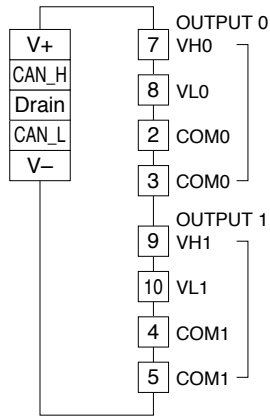 V+
CAN_H
Drain
CAN_L
V–
OUTPUT 0
7 VH0
8 VL0
2 COM0
3 COM0
OUTPUT 1
9 VH1
10 VL1
4 COM1
5 COM1